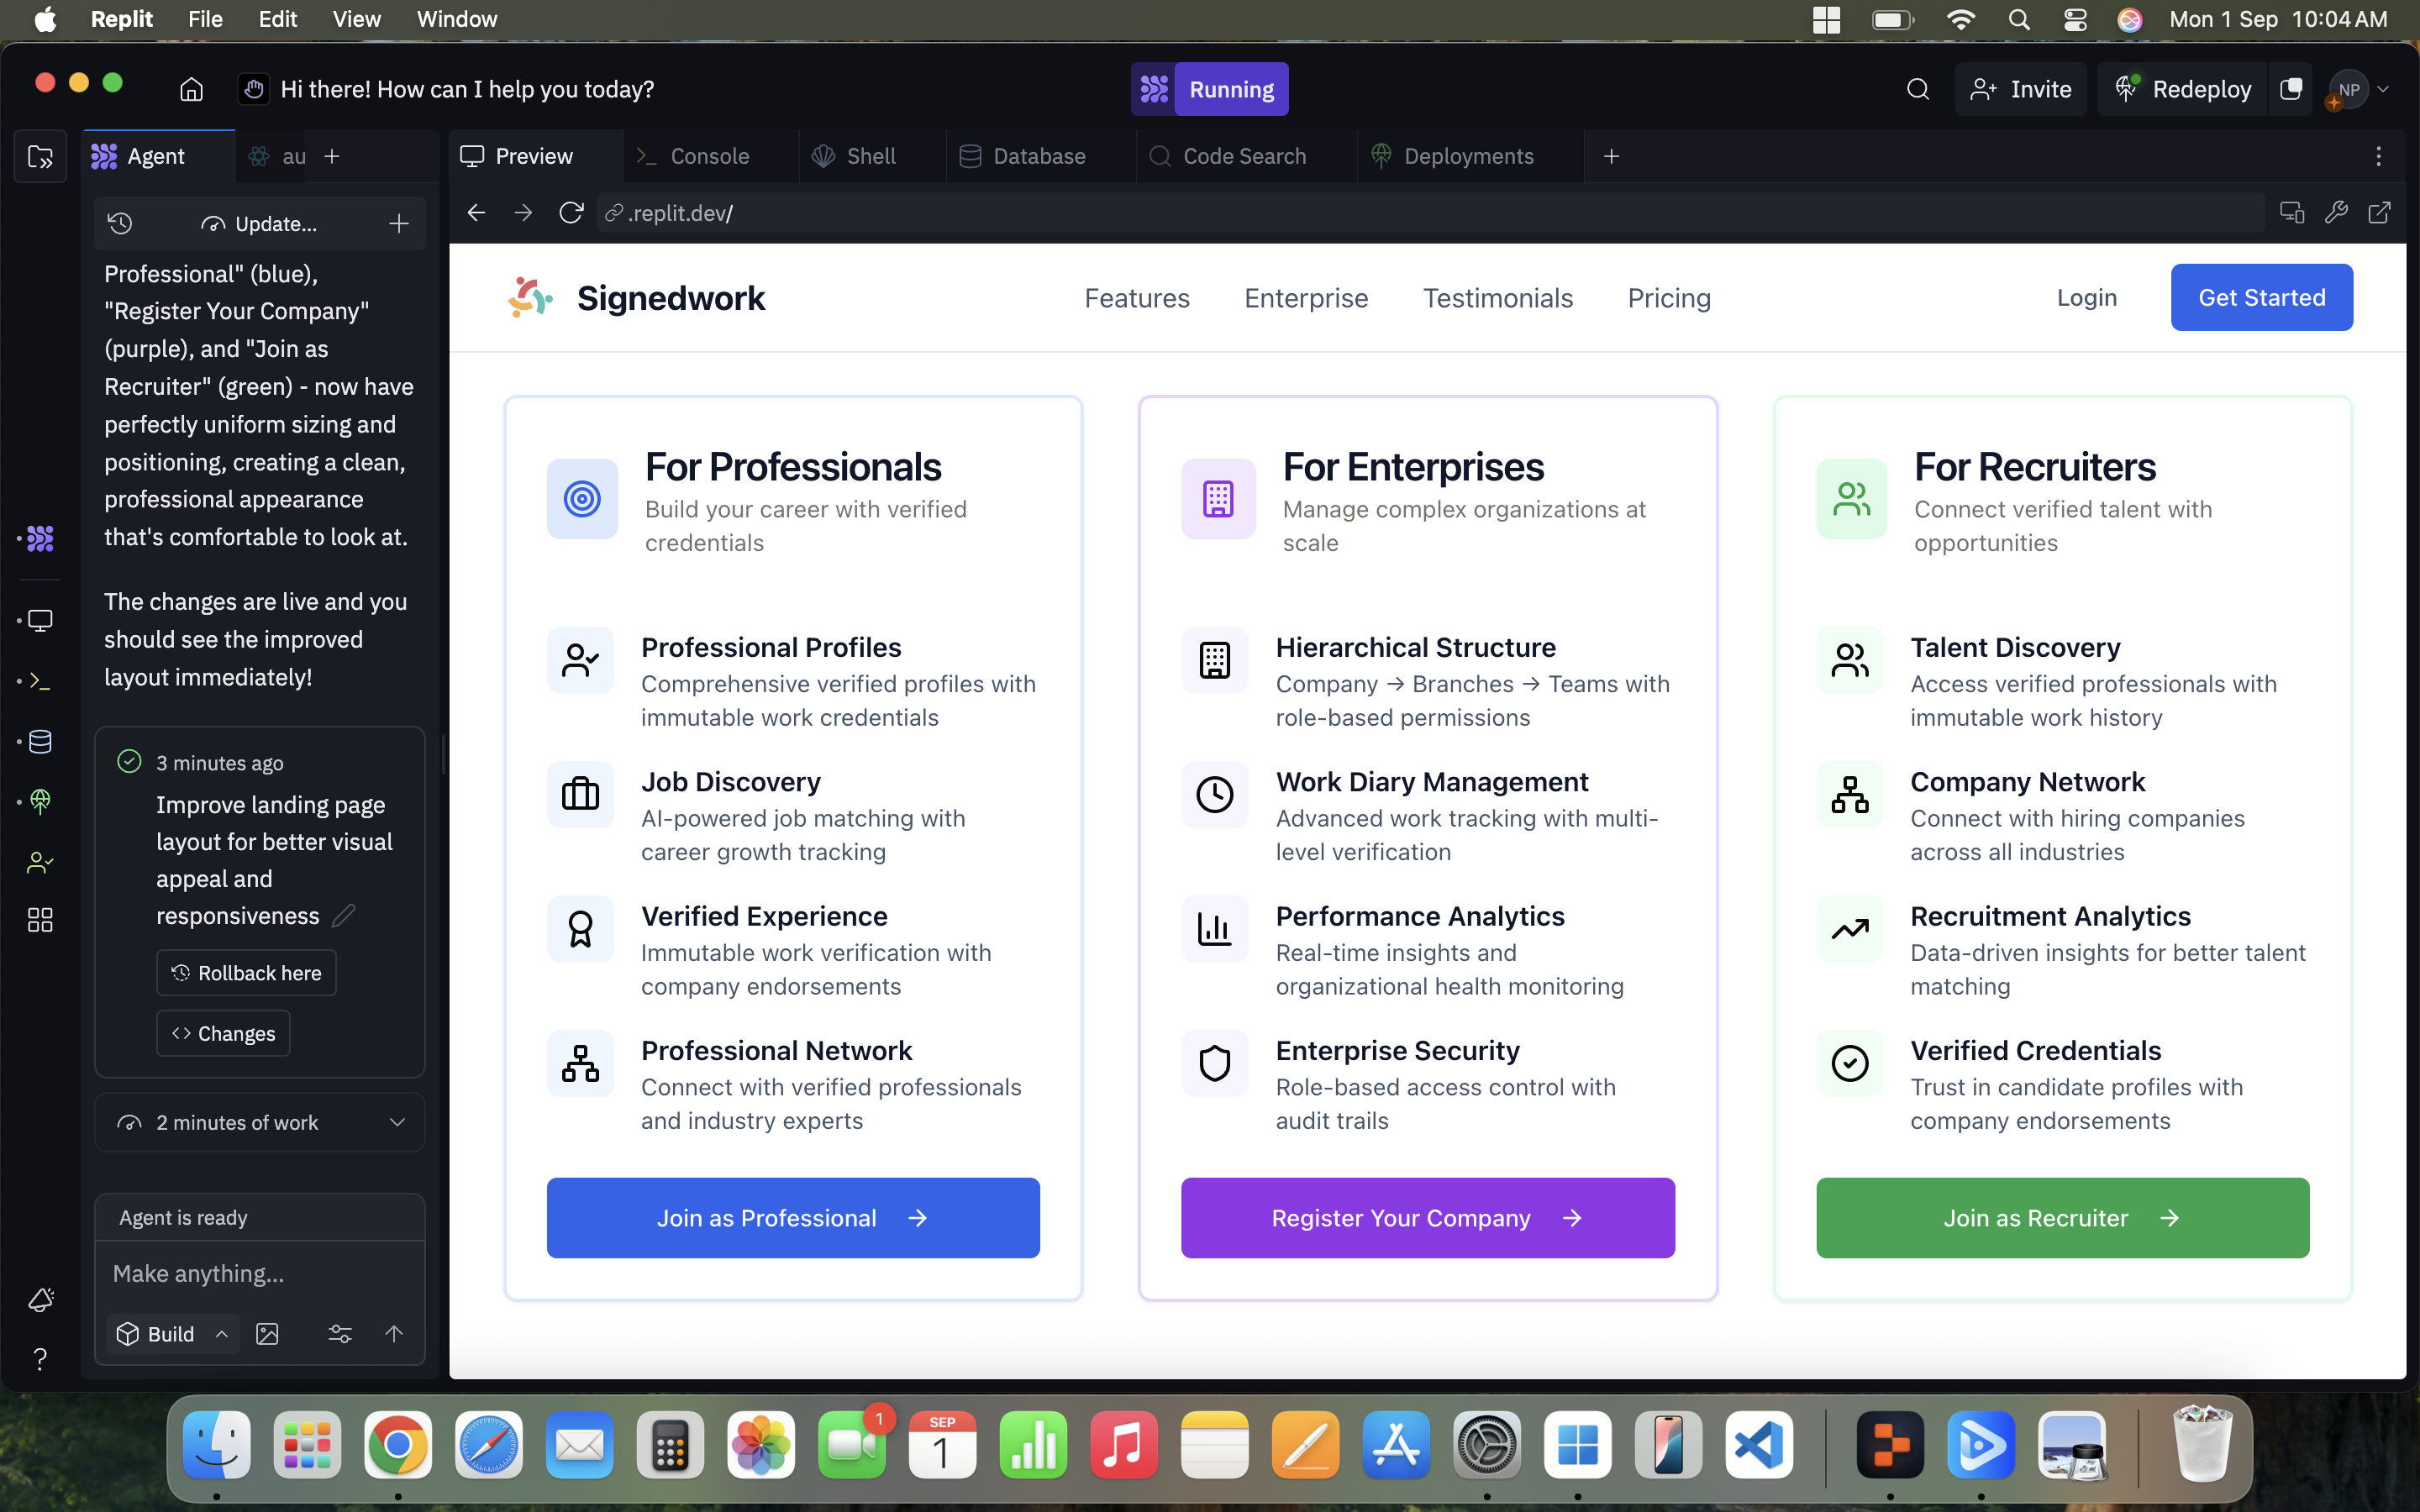 Replit File Edit View Window
Mon 1 Sep 10:04 AM
Hi there! How can I help you today?
Running
Invite
Redeploy
NP
Agent
au
Preview
Console
Shell
Database
Code Search
Deployments
Update...
.replit.dev/
Professional" (blue),
"Register Your Company"
(purple), and "Join as
Recruiter" (green) - now have
perfectly uniform sizing and
positioning, creating a clean,
professional appearance
that's comfortable to look at.
The changes are live and you
should see the improved
layout immediately!
3 minutes ago
Improve landing page
layout for better visual
appeal and
responsiveness
Rollback here
Changes
2 minutes of work
Agent is ready
Make anything...
Build
Signedwork
Features
Enterprise
Testimonials
Pricing
Login
Get Started
For Professionals
Build your career with verified
credentials
Professional Profiles
Comprehensive verified profiles with
immutable work credentials
Job Discovery
AI-powered job matching with
career growth tracking
Verified Experience
Immutable work verification with
company endorsements
Professional Network
Connect with verified professionals
and industry experts
Join as Professional →
For Enterprises
Manage complex organizations at
scale
Hierarchical Structure
Company → Branches → Teams with
role-based permissions
Work Diary Management
Advanced work tracking with multi-
level verification
Performance Analytics
Real-time insights and
organizational health monitoring
Enterprise Security
Role-based access control with
audit trails
Register Your Company →
For Recruiters
Connect verified talent with
opportunities
Talent Discovery
Access verified professionals with
immutable work history
Company Network
Connect with hiring companies
across all industries
Recruitment Analytics
Data-driven insights for better talent
matching
Verified Credentials
Trust in candidate profiles with
company endorsements
Join as Recruiter →
1
SEP
1